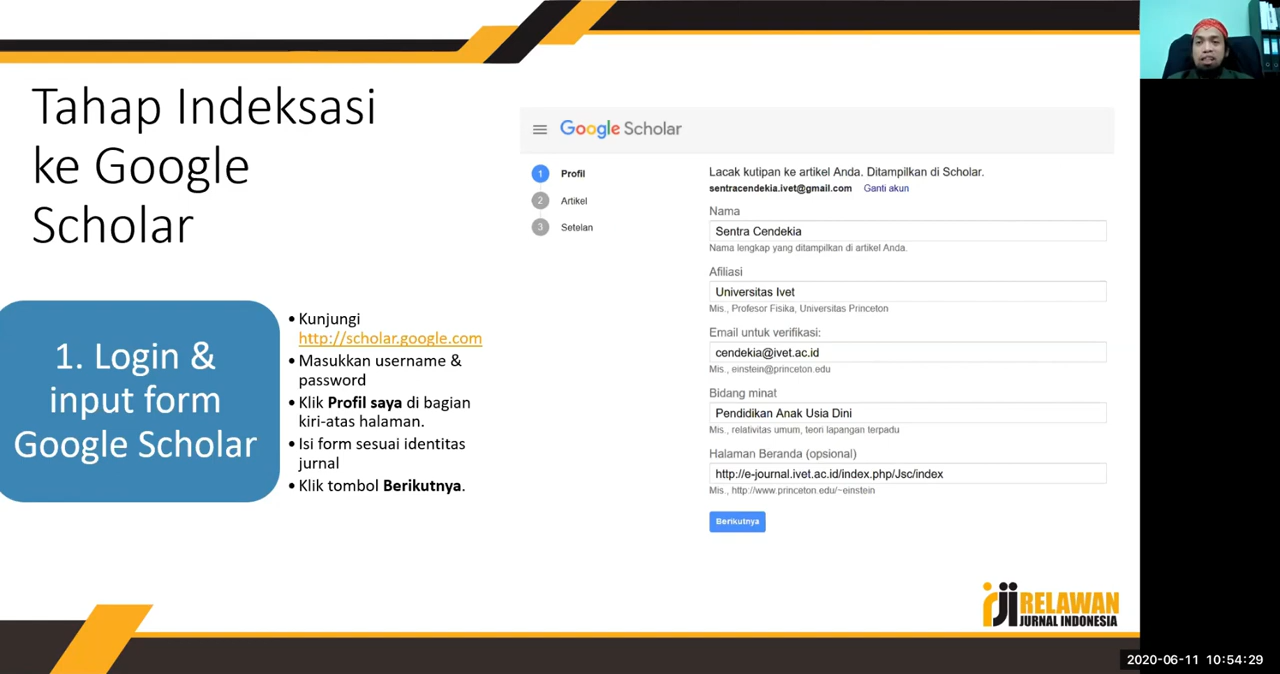 Tahap Indeksasi
ke Google
Scholar
1. Login &
input form
Google Scholar
• Kunjungi
http://scholar.google.com
• Masukkan username &
password
• Klik Profil saya di bagian
kiri-atas halaman.
• Isi form sesuai identitas
jurnal
• Klik tombol Berikutnya.
Google Scholar
1 Profil
2 Artikel
3 Setelan
Lacak kutipan ke artikel Anda. Ditampilkan di Scholar.
sentracendekia.ivet@gmail.com Ganti akun
Nama
Sentra Cendekia
Nama lengkap yang ditampilkan di artikel Anda.
Afiliasi
Universitas Ivet
Mis., Profesor Fisika, Universitas Princeton
Email untuk verifikasi:
cendekia@ivet.ac.id
Mis., einstein@princeton.edu
Bidang minat
Pendidikan Anak Usia Dini
Mis., relativitas umum, teori lapangan terpadu
Halaman Beranda (opsional)
http://e-journal.ivet.ac.id/index.php/Jsc/index
Mis., http://www.princeton.edu/~einstein
Berikutnya
rji RELAWAN
JURNAL INDONESIA
2020-06-11 10:54:29